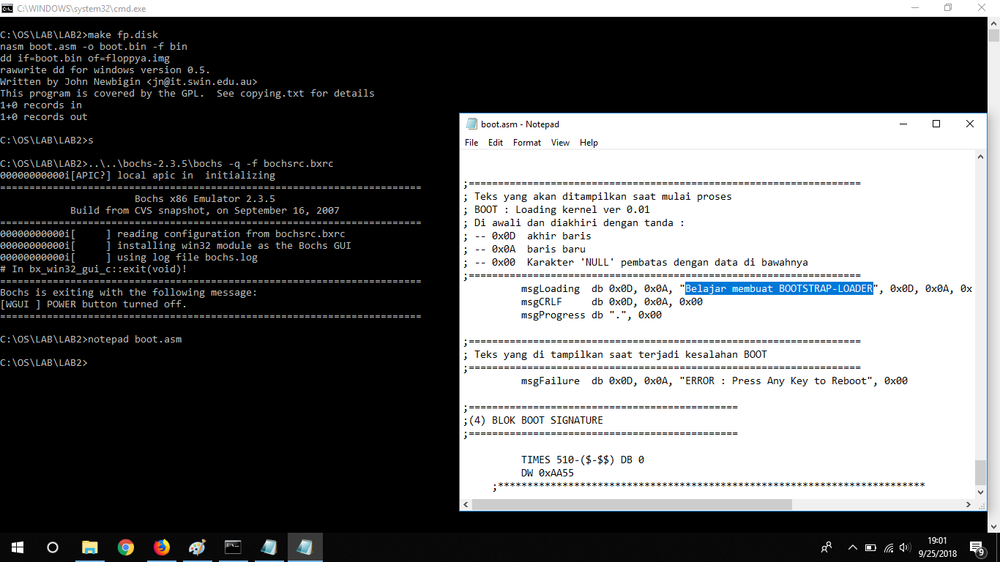 C:\WINDOWS\system32\cmd.exe
C:\OS\LAB\LAB2>make fp.disk
nasm boot.asm -o boot.bin -f bin
dd if=boot.bin of=floppya.img
rawwrite dd for windows version 0.5.
Written by John Newbigin <jn@it.swin.edu.au>
This program is covered by the GPL.  See copying.txt for details
1+0 records in
1+0 records out
C:\OS\LAB\LAB2>s
C:\OS\LAB\LAB2>..\..\bochs-2.3.5\bochs -q -f bochsrc.bxrc
00000000000i[APIC?] local apic in  initializing
========================================================================
Bochs x86 Emulator 2.3.5
Build from CVS snapshot, on September 16, 2007
========================================================================
00000000000i[     ] reading configuration from bochsrc.bxrc
00000000000i[     ] installing win32 module as the Bochs GUI
00000000000i[     ] using log file bochs.log
# In bx_win32_gui_c::exit(void)!
========================================================================
Bochs is exiting with the following message:
[WGUI ] POWER button turned off.
========================================================================
C:\OS\LAB\LAB2>notepad boot.asm
C:\OS\LAB\LAB2>
boot.asm - Notepad
File Edit Format View Help
;===================================================================
; Teks yang akan ditampilkan saat mulai proses
; BOOT : Loading kernel ver 0.01
; Di awali dan diakhiri dengan tanda :
; -- 0x0D  akhir baris
; -- 0x0A  baris baru
; -- 0x00  Karakter 'NULL' pembatas dengan data di bawahnya
;===================================================================
msgLoading  db 0x0D, 0x0A, "Belajar membuat BOOTSTRAP-LOADER", 0x0D, 0x0A, 0x
msgCRLF     db 0x0D, 0x0A, 0x00
msgProgress db ".", 0x00
;===================================================================
; Teks yang di tampilkan saat terjadi kesalahan BOOT
;===================================================================
msgFailure  db 0x0D, 0x0A, "ERROR : Press Any Key to Reboot", 0x00
;==============================================
;(4) BLOK BOOT SIGNATURE
;==============================================
TIMES 510-($-$$) DB 0
DW 0xAA55
;*************************************************************************
19:01
9/25/2018
9